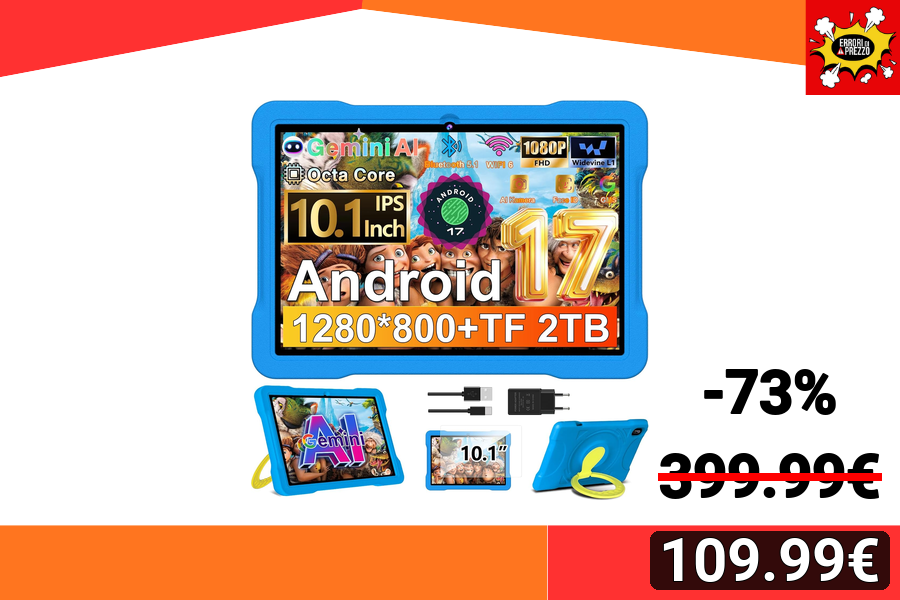 ERRORI DI
PREZZO
Gemini AI
Bluetooth 5.1
WIFI 6
1080P
FHD
Widevine L1
Octa Core
10.1 IPS
Inch
ANDROID
17
Android 17
1280*800+TF 2TB
AI
Gemini
10.1"
-73%
399.99€
109.99€